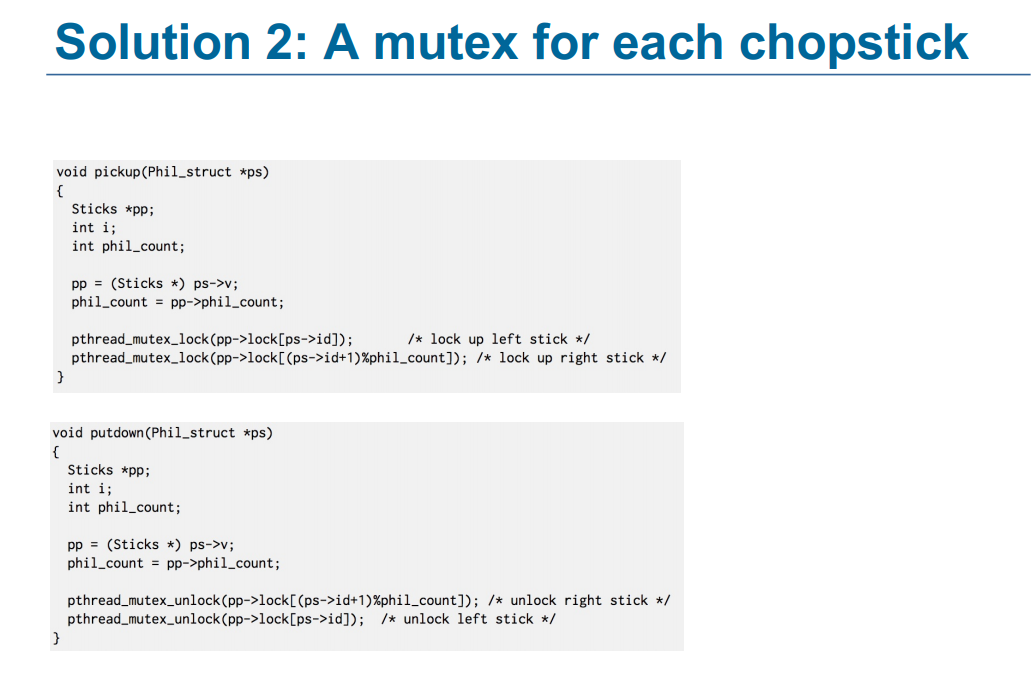 Solution 2: A mutex for each chopstick
void pickup(Phil_struct *ps)
{
  Sticks *pp;
  int i;
  int phil_count;

  pp = (Sticks *) ps->v;
  phil_count = pp->phil_count;

  pthread_mutex_lock(pp->lock[ps->id]);       /* lock up left stick */
  pthread_mutex_lock(pp->lock[(ps->id+1)%phil_count]); /* lock up right stick */
}
void putdown(Phil_struct *ps)
{
  Sticks *pp;
  int i;
  int phil_count;

  pp = (Sticks *) ps->v;
  phil_count = pp->phil_count;

  pthread_mutex_unlock(pp->lock[(ps->id+1)%phil_count]); /* unlock right stick */
  pthread_mutex_unlock(pp->lock[ps->id]);  /* unlock left stick */
}